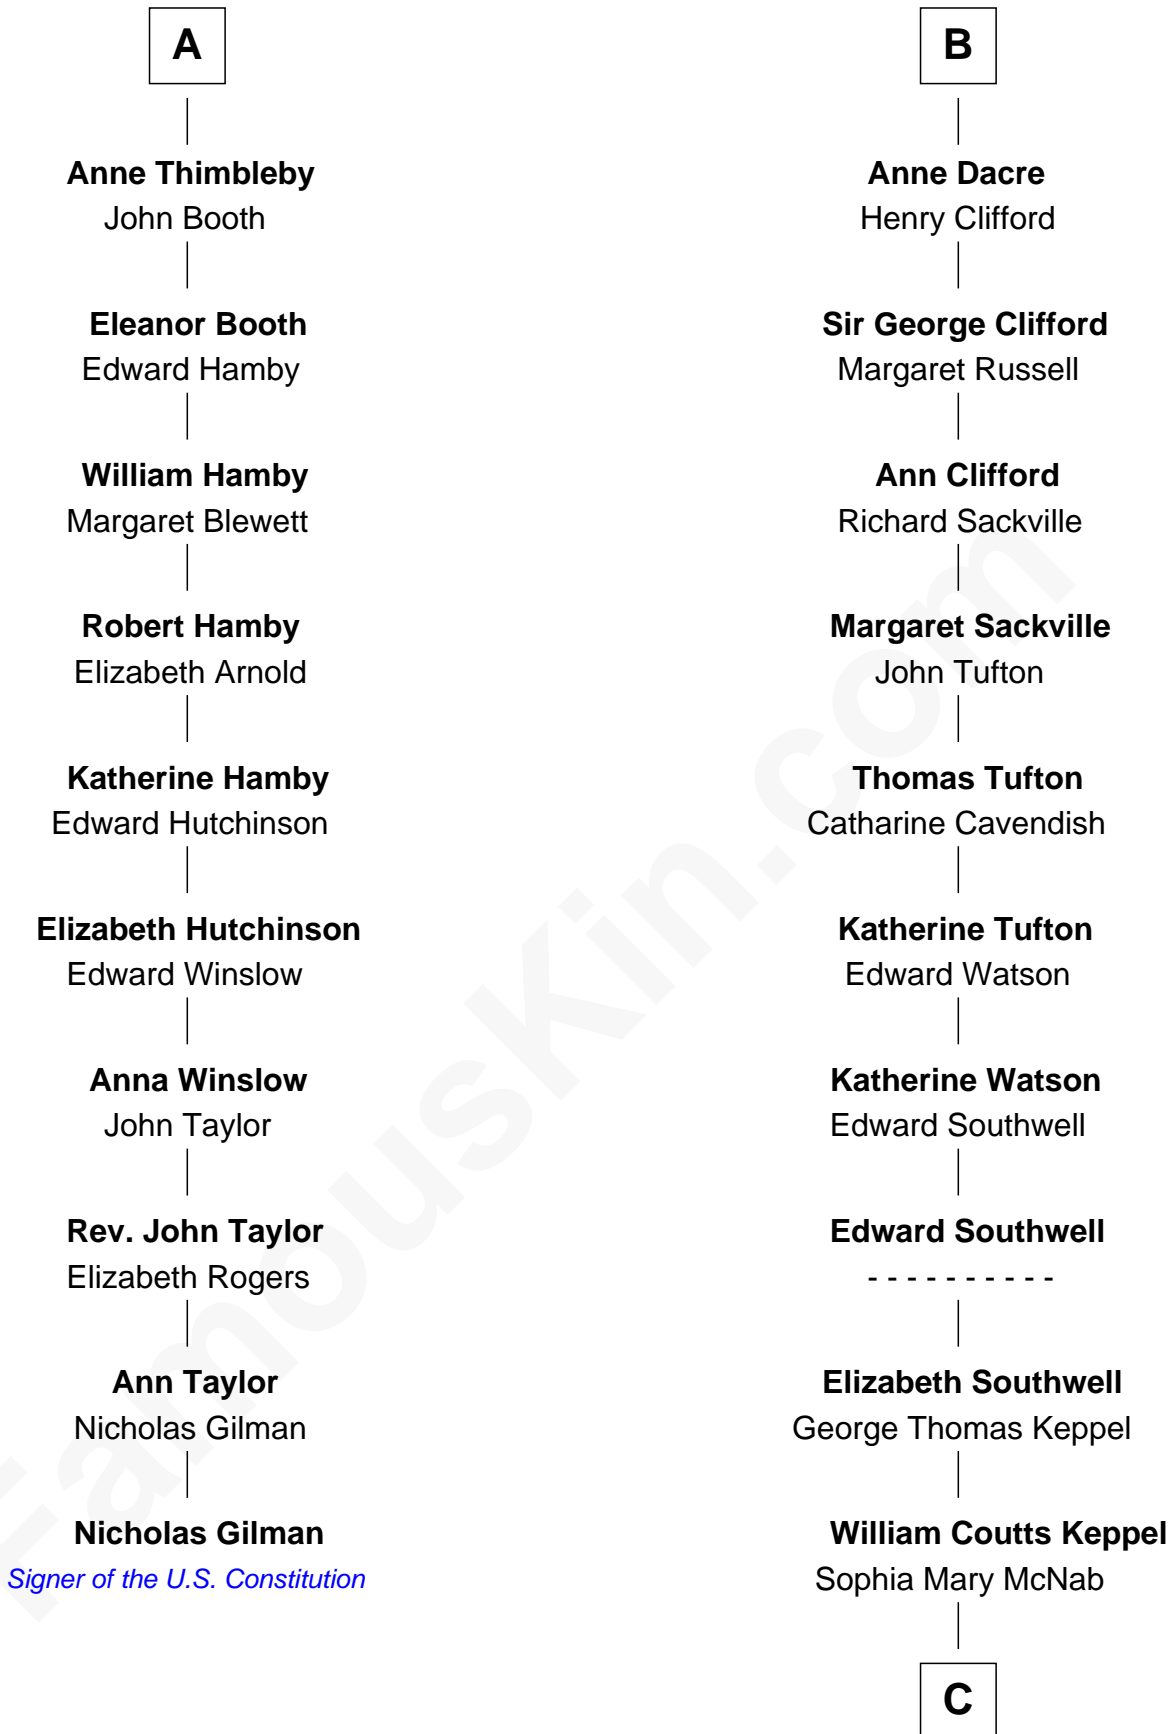 A
Anne Thimbleby
John Booth
Eleanor Booth
Edward Hamby
William Hamby
Margaret Blewett
Robert Hamby
Elizabeth Arnold
Katherine Hamby
Edward Hutchinson
Elizabeth Hutchinson
Edward Winslow
Anna Winslow
John Taylor
Rev. John Taylor
Elizabeth Rogers
Ann Taylor
Nicholas Gilman
Nicholas Gilman
Signer of the U.S. Constitution
B
Anne Dacre
Henry Clifford
Sir George Clifford
Margaret Russell
Ann Clifford
Richard Sackville
Margaret Sackville
John Tufton
Thomas Tufton
Catharine Cavendish
Katherine Tufton
Edward Watson
Katherine Watson
Edward Southwell
Edward Southwell
- - - - - - - - - -
Elizabeth Southwell
George Thomas Keppel
William Coutts Keppel
Sophia Mary McNab
C
FamousKin.com